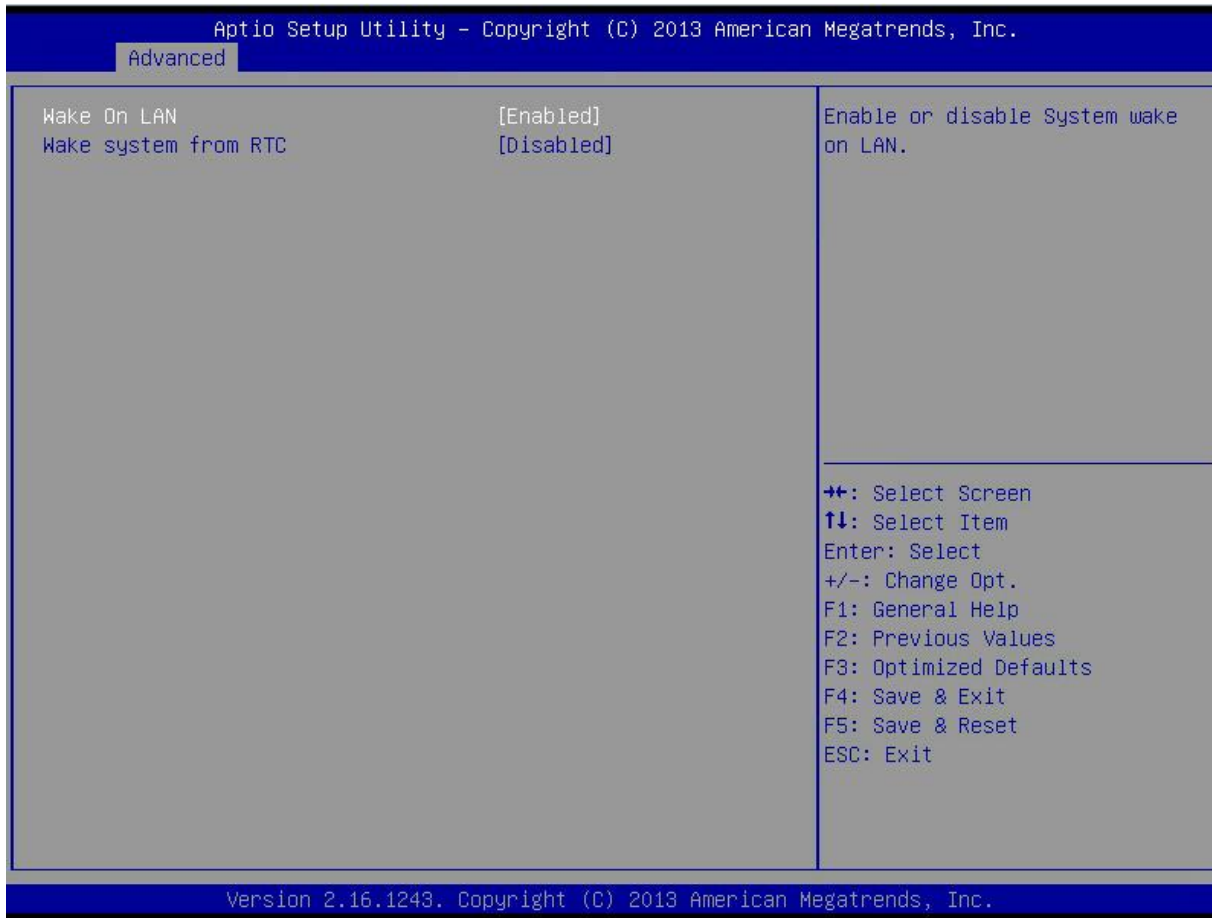 Aptio Setup Utility – Copyright (C) 2013 American Megatrends, Inc.
Advanced
Wake On LAN [Enabled]
Wake system from RTC [Disabled]
Enable or disable System wake
on LAN.
→←: Select Screen
↑↓: Select Item
Enter: Select
+/-: Change Opt.
F1: General Help
F2: Previous Values
F3: Optimized Defaults
F4: Save & Exit
F5: Save & Reset
ESC: Exit
Version 2.16.1243. Copyright (C) 2013 American Megatrends, Inc.